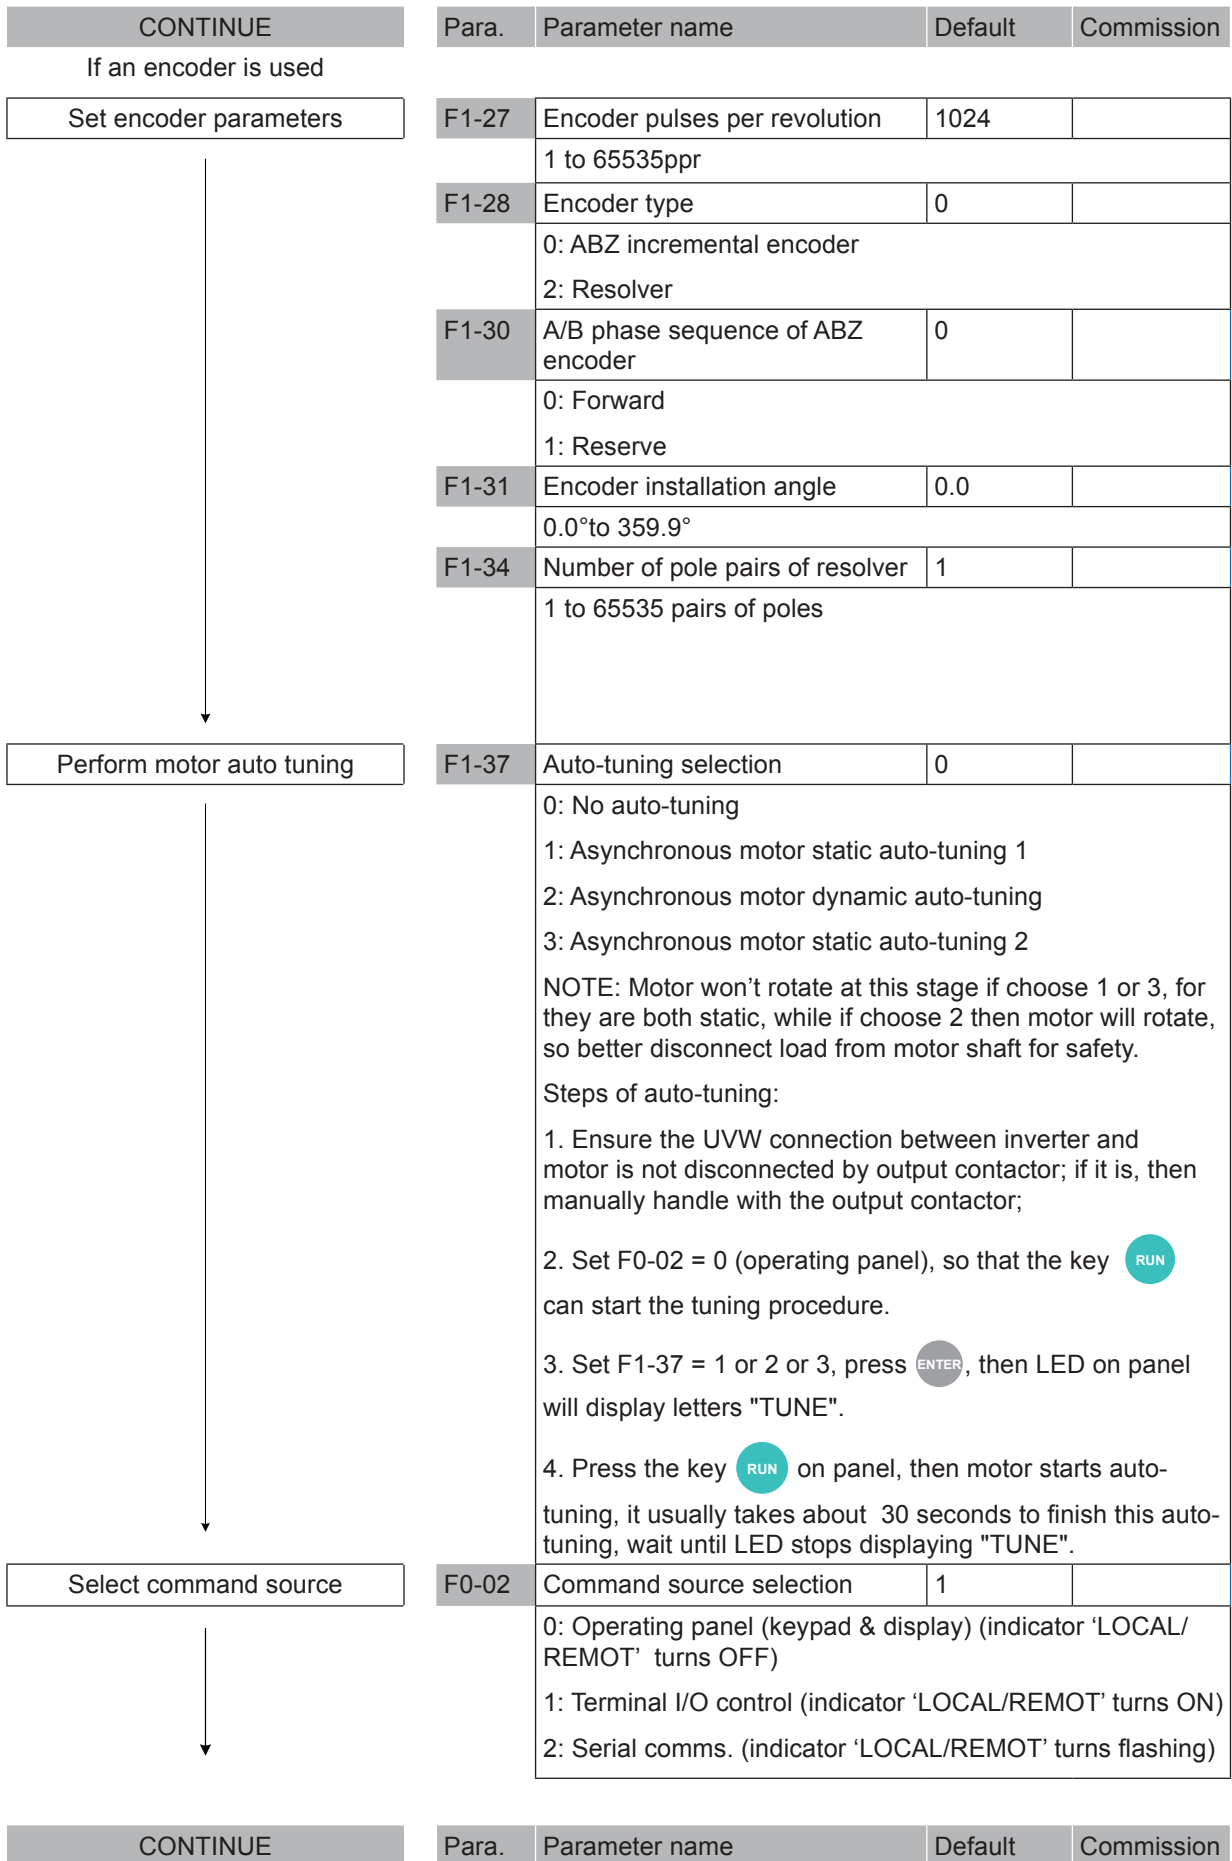 CONTINUE Para. Parameter name Default Commission
If an encoder is used
Set encoder parameters F1-27 Encoder pulses per revolution 1024
1 to 65535ppr
F1-28 Encoder type 0
0: ABZ incremental encoder
2: Resolver
F1-30 A/B phase sequence of ABZ encoder 0
0: Forward
1: Reserve
F1-31 Encoder installation angle 0.0
0.0°to 359.9°
F1-34 Number of pole pairs of resolver 1
1 to 65535 pairs of poles
Perform motor auto tuning F1-37 Auto-tuning selection 0
0: No auto-tuning
1: Asynchronous motor static auto-tuning 1
2: Asynchronous motor dynamic auto-tuning
3: Asynchronous motor static auto-tuning 2
NOTE: Motor won’t rotate at this stage if choose 1 or 3, for
they are both static, while if choose 2 then motor will rotate,
so better disconnect load from motor shaft for safety.
Steps of auto-tuning:
1. Ensure the UVW connection between inverter and
motor is not disconnected by output contactor; if it is, then
manually handle with the output contactor;
2. Set F0-02 = 0 (operating panel), so that the key RUN
can start the tuning procedure.
3. Set F1-37 = 1 or 2 or 3, press ENTER, then LED on panel
will display letters "TUNE".
4. Press the key RUN on panel, then motor starts auto-
tuning, it usually takes about 30 seconds to finish this auto-
tuning, wait until LED stops displaying "TUNE".
Select command source F0-02 Command source selection 1
0: Operating panel (keypad & display) (indicator ‘LOCAL/
REMOT’ turns OFF)
1: Terminal I/O control (indicator ‘LOCAL/REMOT’ turns ON)
2: Serial comms. (indicator ‘LOCAL/REMOT’ turns flashing)
CONTINUE Para. Parameter name Default Commission